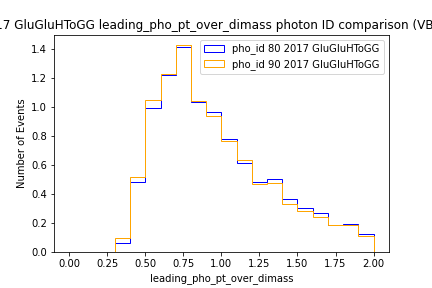 17 GluGluHToGG leading_pho_pt_over_dimass photon ID comparison (VB
pho_id 80 2017 GluGluHToGG
pho_id 90 2017 GluGluHToGG
Number of Events
1.4
1.2
1.0
0.8
0.6
0.4
0.2
0.0
0.00 0.25 0.50 0.75 1.00 1.25 1.50 1.75 2.00
leading_pho_pt_over_dimass